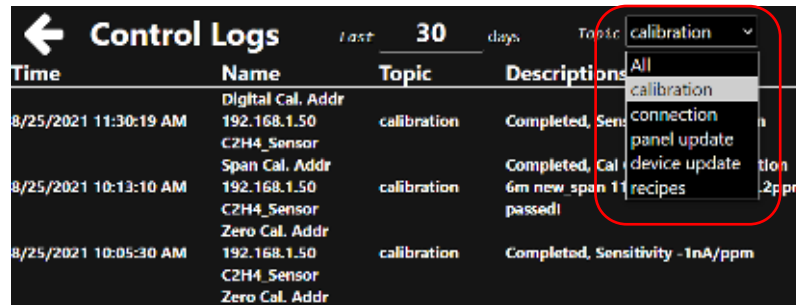 Control Logs Last 30 days Topic calibration
Time Name Topic Descriptions
All
calibration
connection
panel update
device update
recipes
Digital Cal. Addr
8/25/2021 11:30:19 AM 192.168.1.50 calibration Completed,
C2H4_Sensor
Span Cal. Addr Completed, Cal
8/25/2021 10:13:10 AM 192.168.1.50 calibration 6m new_span
C2H4_Sensor passed!
Zero Cal. Addr
8/25/2021 10:05:30 AM 192.168.1.50 calibration Completed, Sensitivity -1nA/ppm
C2H4_Sensor
Zero Cal. Addr